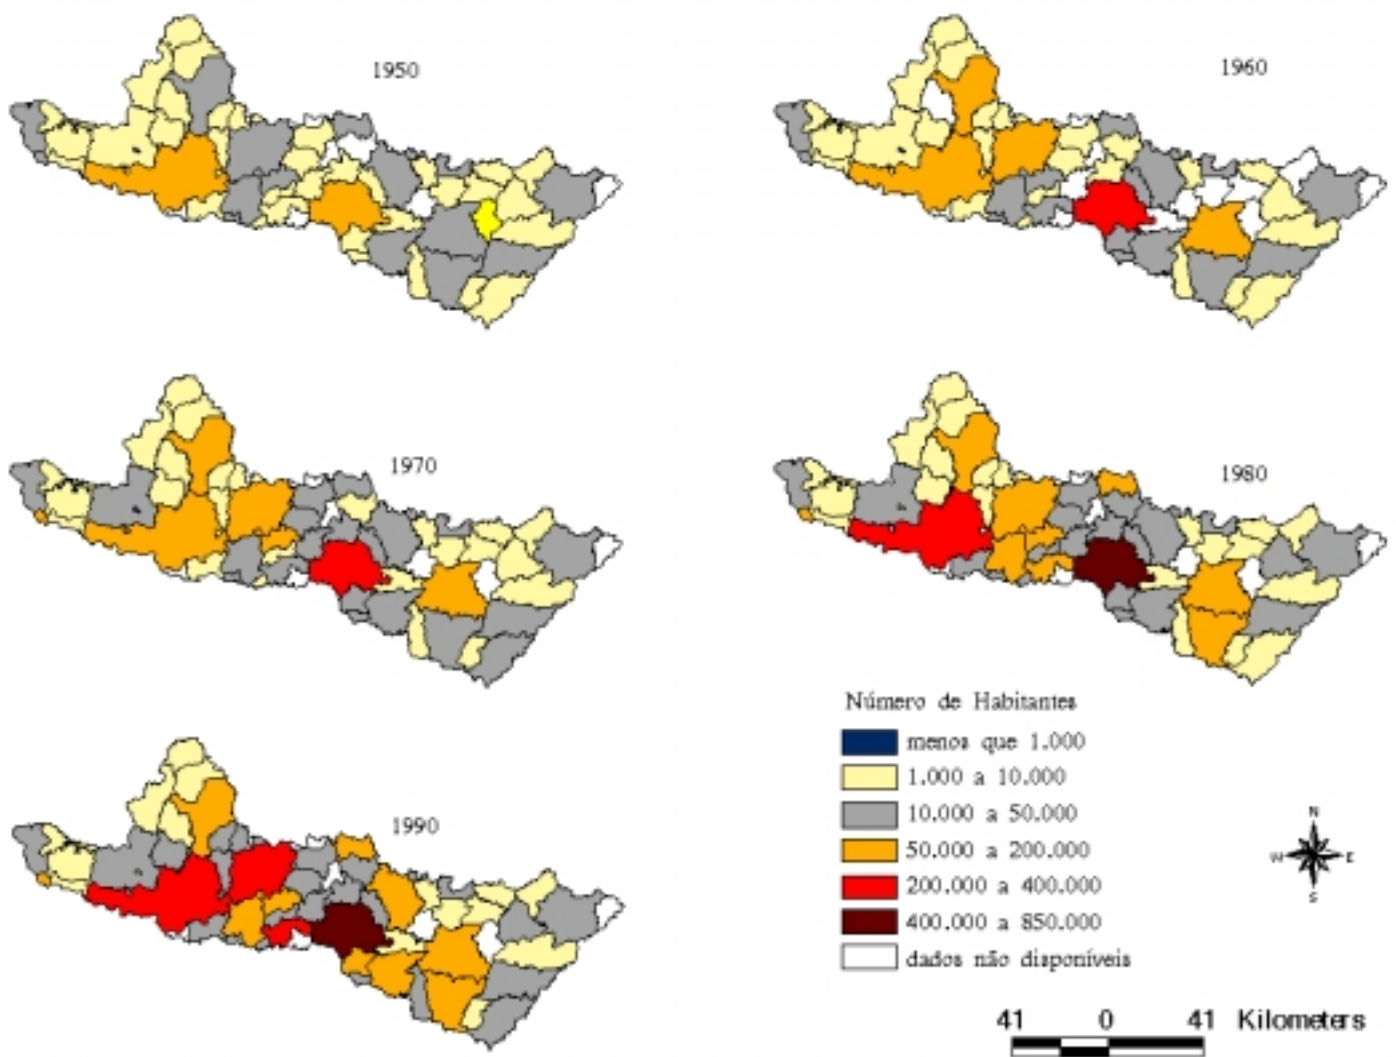 1950
1960
1970
1980
1990
Número de Habitantes
menos que 1.000
1.000 a 10.000
10.000 a 50.000
50.000 a 200.000
200.000 a 400.000
400.000 a 850.000
dados não disponíveis
N
W E
S
41 0 41 Kilometers